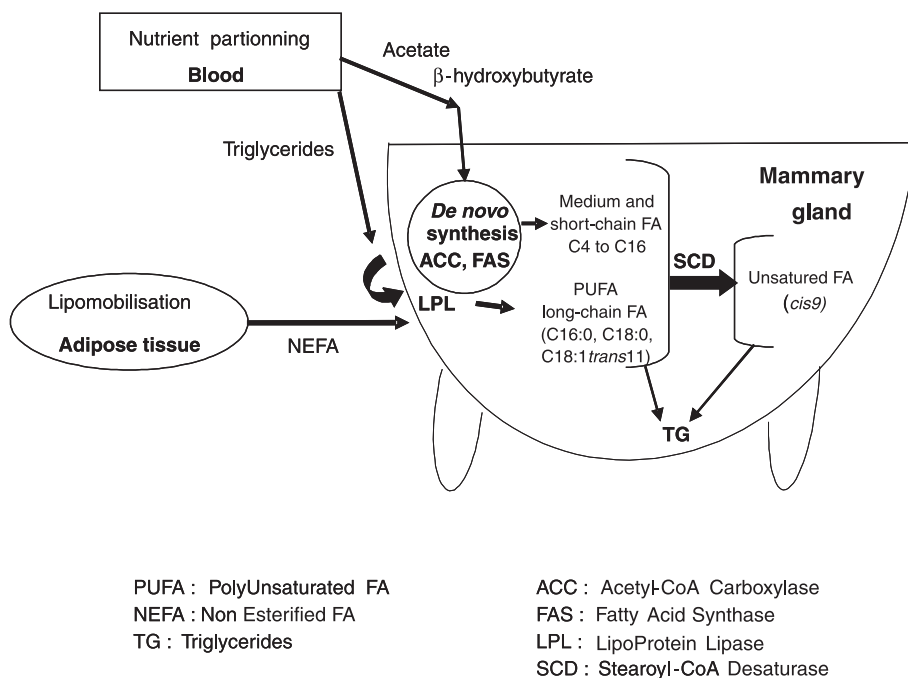 Nutrient partionning
Blood
Acetate
β-hydroxybutyrate
Triglycerides
Mammary
gland
De novo
synthesis
ACC, FAS
Medium and
short-chain FA
C4 to C16
SCD
Unsatured FA
(cis9)
LPL
PUFA
long-chain FA
(C16:0, C18:0,
C18:1trans11)
Lipomobilisation
Adipose tissue
NEFA
TG
PUFA : PolyUnsaturated FA
NEFA : Non Esterified FA
TG : Triglycerides
ACC : Acetyl-CoA Carboxylase
FAS : Fatty Acid Synthase
LPL : LipoProtein Lipase
SCD : Stearoyl-CoA Desaturase